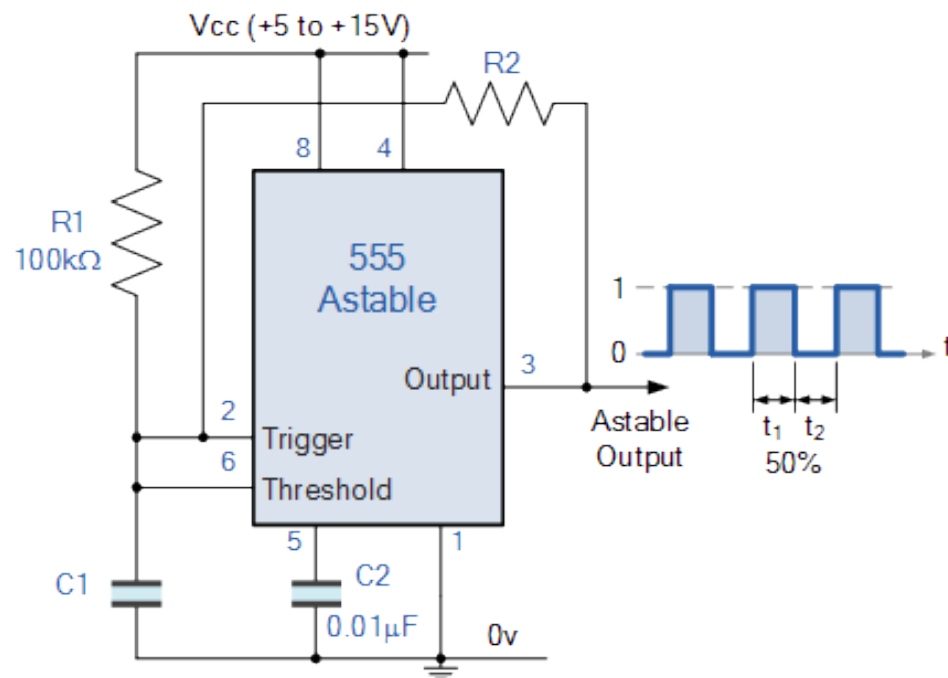 Vcc (+5 to +15V)
R2
8
4
R1
100kΩ
555
Astable
1
0
t
3
Output
2
Trigger
6
Threshold
Astable
Output
t₁
t₂
50%
5
1
C1
C2
0.01μF
0v